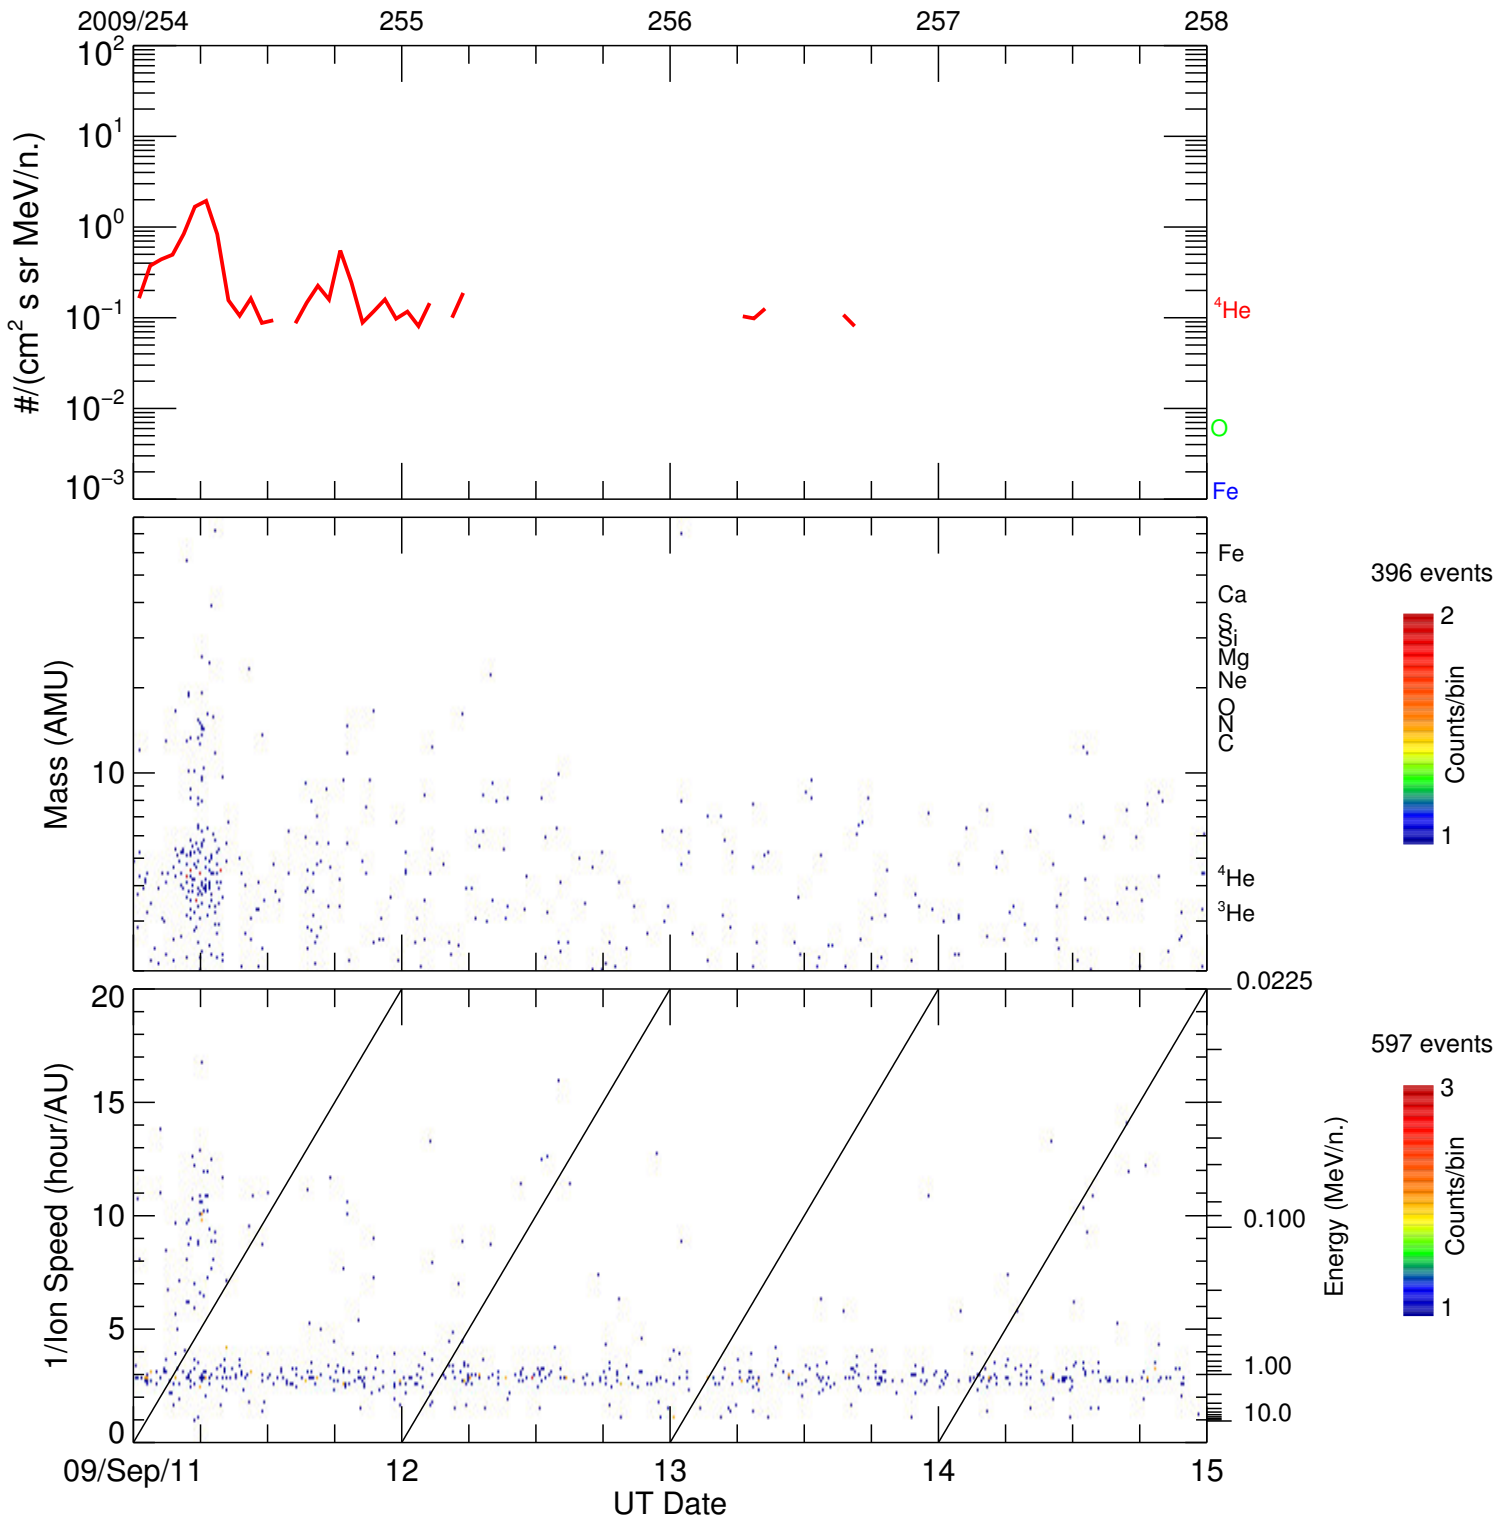 2009/254 255 256 257 258
10²
10¹
10⁰
10⁻¹
10⁻²
10⁻³
#/(cm² s sr MeV/n.)
⁴He
O
Fe
Mass (AMU)
10
Fe
Ca
S
Si
Mg
Ne
O
N
C
⁴He
³He
396 events
2
Counts/bin
1
1/Ion Speed (hour/AU)
20
15
10
5
0
0.0225
0.100
1.00
10.0
Energy (MeV/n.)
597 events
3
Counts/bin
1
09/Sep/11 12 13 14 15
UT Date